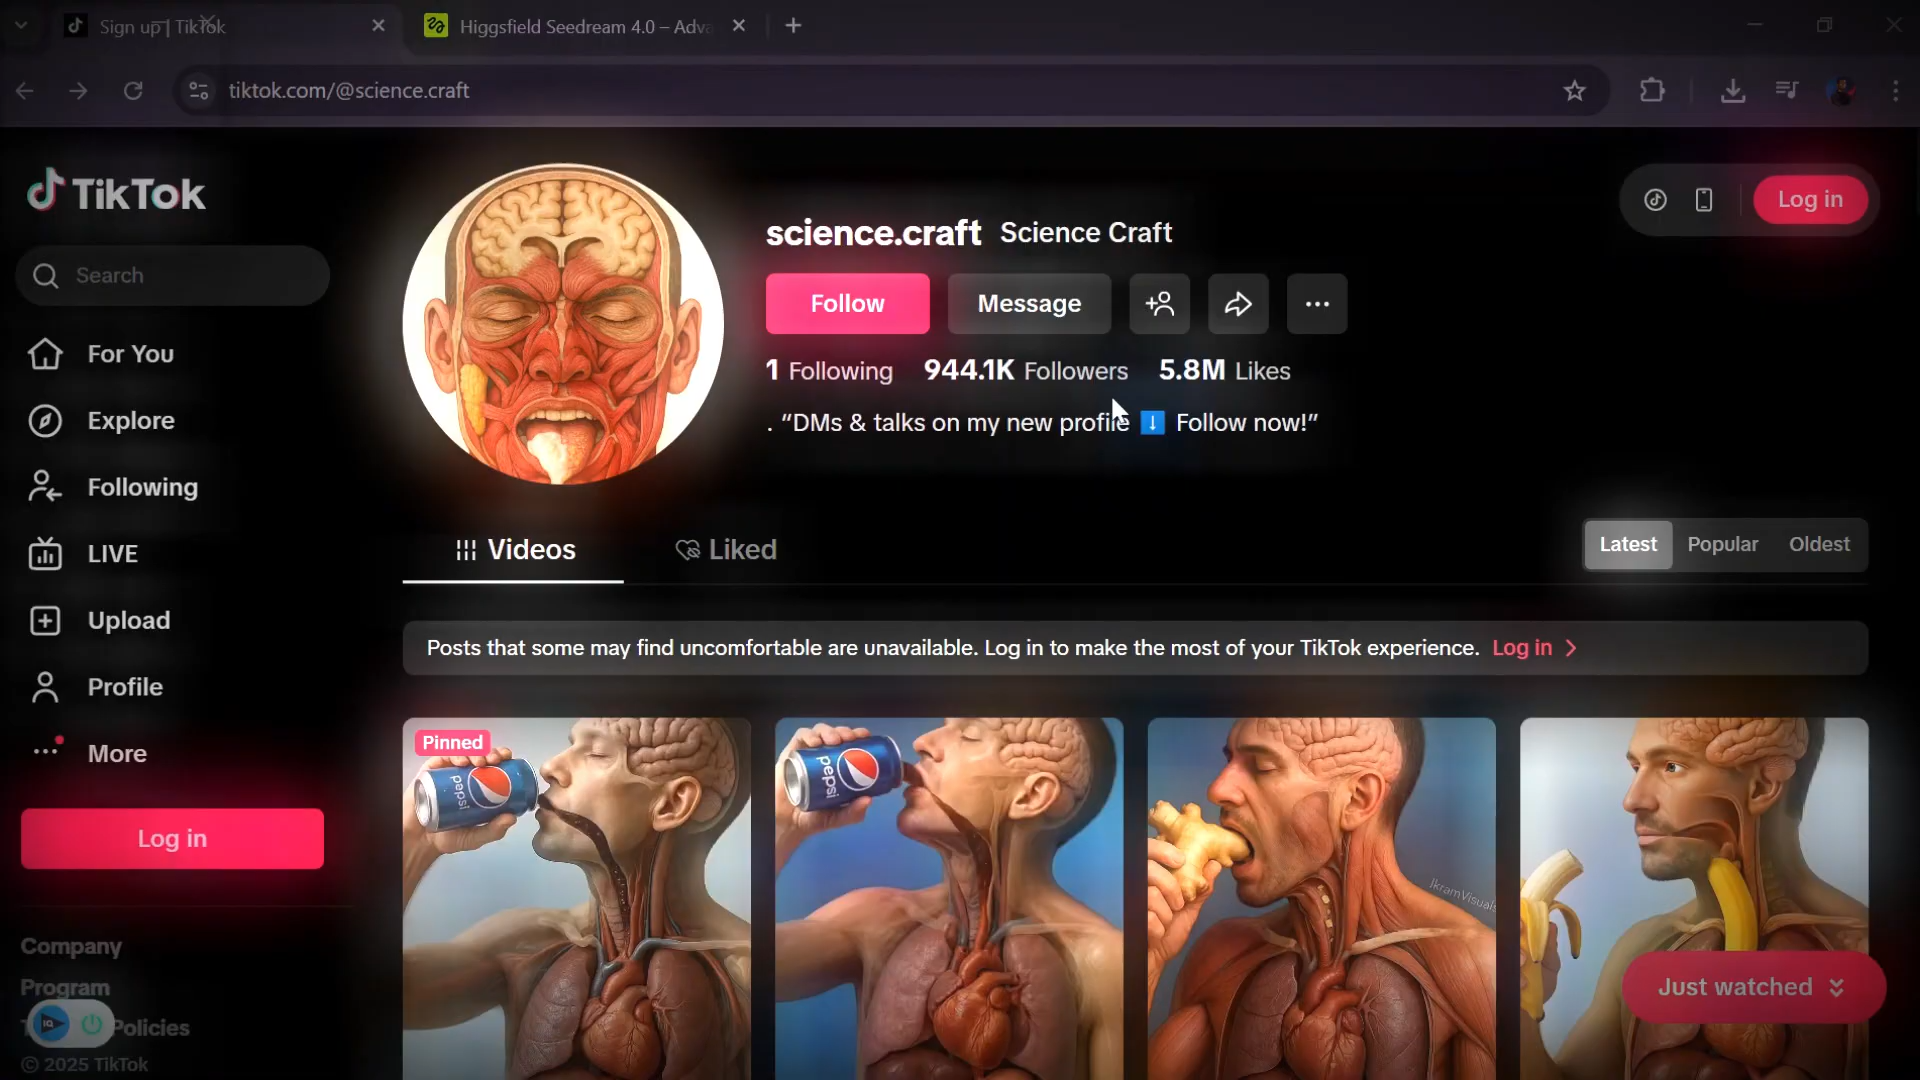 Sign up | TikTok
Higgsfield Seedream 4.0 – Adva
tiktok.com/@science.craft
TikTok
Search
For You
Explore
Following
LIVE
Upload
Profile
More
Log in
Company
Program
Policies
© 2025 TikTok
Log in
science.craft Science Craft
Follow
Message
1 Following 944.1K Followers 5.8M Likes
. “DMs & talks on my new profile ⬇️ Follow now!”
Videos
Liked
Latest
Popular
Oldest
Posts that some may find uncomfortable are unavailable. Log in to make the most of your TikTok experience. Log in
Pinned
pepsi
pepsi
IkramVisuals
Just watched